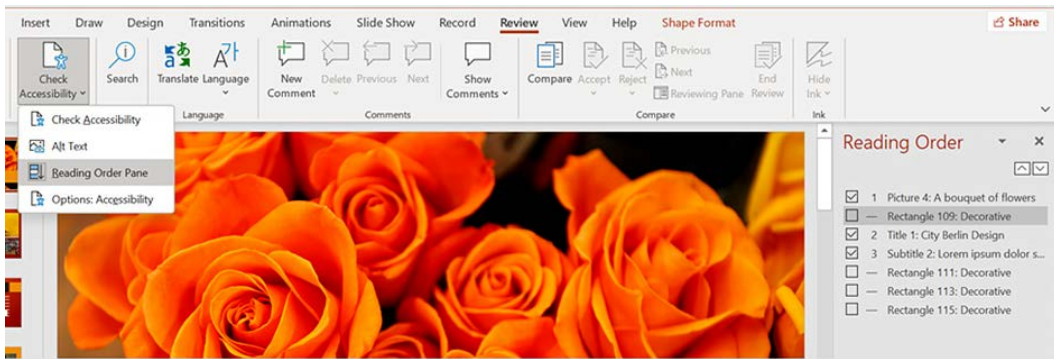 Insert Draw Design Transitions Animations Slide Show Record Review View Help Shape Format Share
Check Accessibility
Search
Translate
Language
New Comment
Delete
Previous
Next
Show Comments
Compare
Accept
Reject
Previous
Next
Reviewing Pane
End Review
Hide Ink
Language
Comments
Compare
Ink
Check Accessibility
Alt Text
Reading Order Pane
Options: Accessibility
Reading Order
1 Picture 4: A bouquet of flowers
— Rectangle 109: Decorative
2 Title 1: City Berlin Design
3 Subtitle 2: Lorem ipsum dolor s...
— Rectangle 111: Decorative
— Rectangle 113: Decorative
— Rectangle 115: Decorative